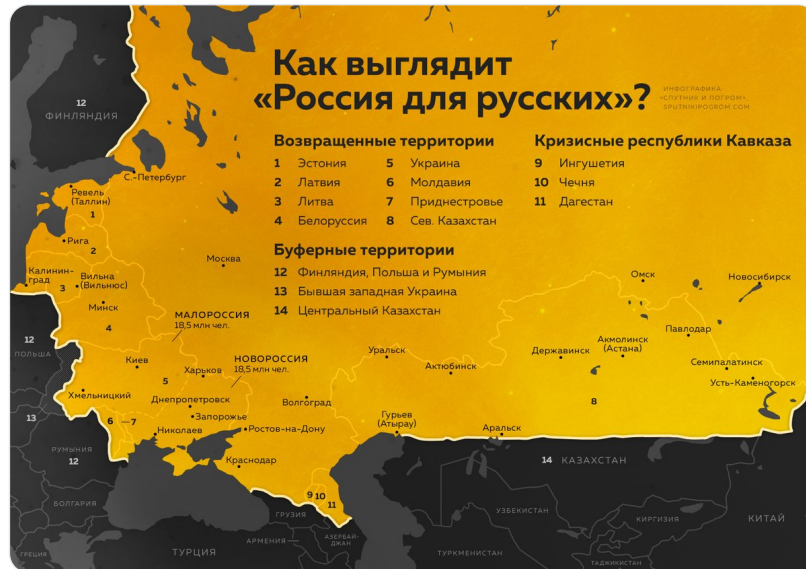 Как выглядит
«Россия для русских»?
ИНФОГРАФИКА
«СПУТНИК И ПОГРОМ»,
SPUTNIKIPOGROM.COM
Возвращенные территории
1 Эстония
2 Латвия
3 Литва
4 Белоруссия
5 Украина
6 Молдавия
7 Приднестровье
8 Сев. Казахстан
Кризисные республики Кавказа
9 Ингушетия
10 Чечня
11 Дагестан
Буферные территории
12 Финляндия, Польша и Румыния
13 Бывшая западная Украина
14 Центральный Казахстан
12
ФИНЛЯНДИЯ
С.-Петербург
Ревель
(Таллин)
1
Рига
2
Москва
Калинин-
град
3
Вильна
(Вильнюс)
Минск
4
МАЛОРОССИЯ
18,5 млн чел.
12
ПОЛЬША
Киев
5
Харьков
НОВОРОССИЯ
18,5 млн чел.
Хмельницкий
Днепропетровск
Запорожье
Волгоград
13
6
7
Николаев
Ростов-на-Дону
РУМЫНИЯ
12
Краснодар
Омск
Новосибирск
Павлодар
Уральск
Актюбинск
Державинск
Акмолинск
(Астана)
Семипалатинск
Усть-Каменогорск
8
Гурьев
(Атырау)
Аральск
14 КАЗАХСТАН
9 10
11
БОЛГАРИЯ
ГРУЗИЯ
АРМЕНИЯ
АЗЕРБАЙ-
ДЖАН
УЗБЕКИСТАН
КИРГИЗИЯ
КИТАЙ
ГРЕЦИЯ
ТУРЦИЯ
ТУРКМЕНИСТАН
ТАДЖИКИСТАН